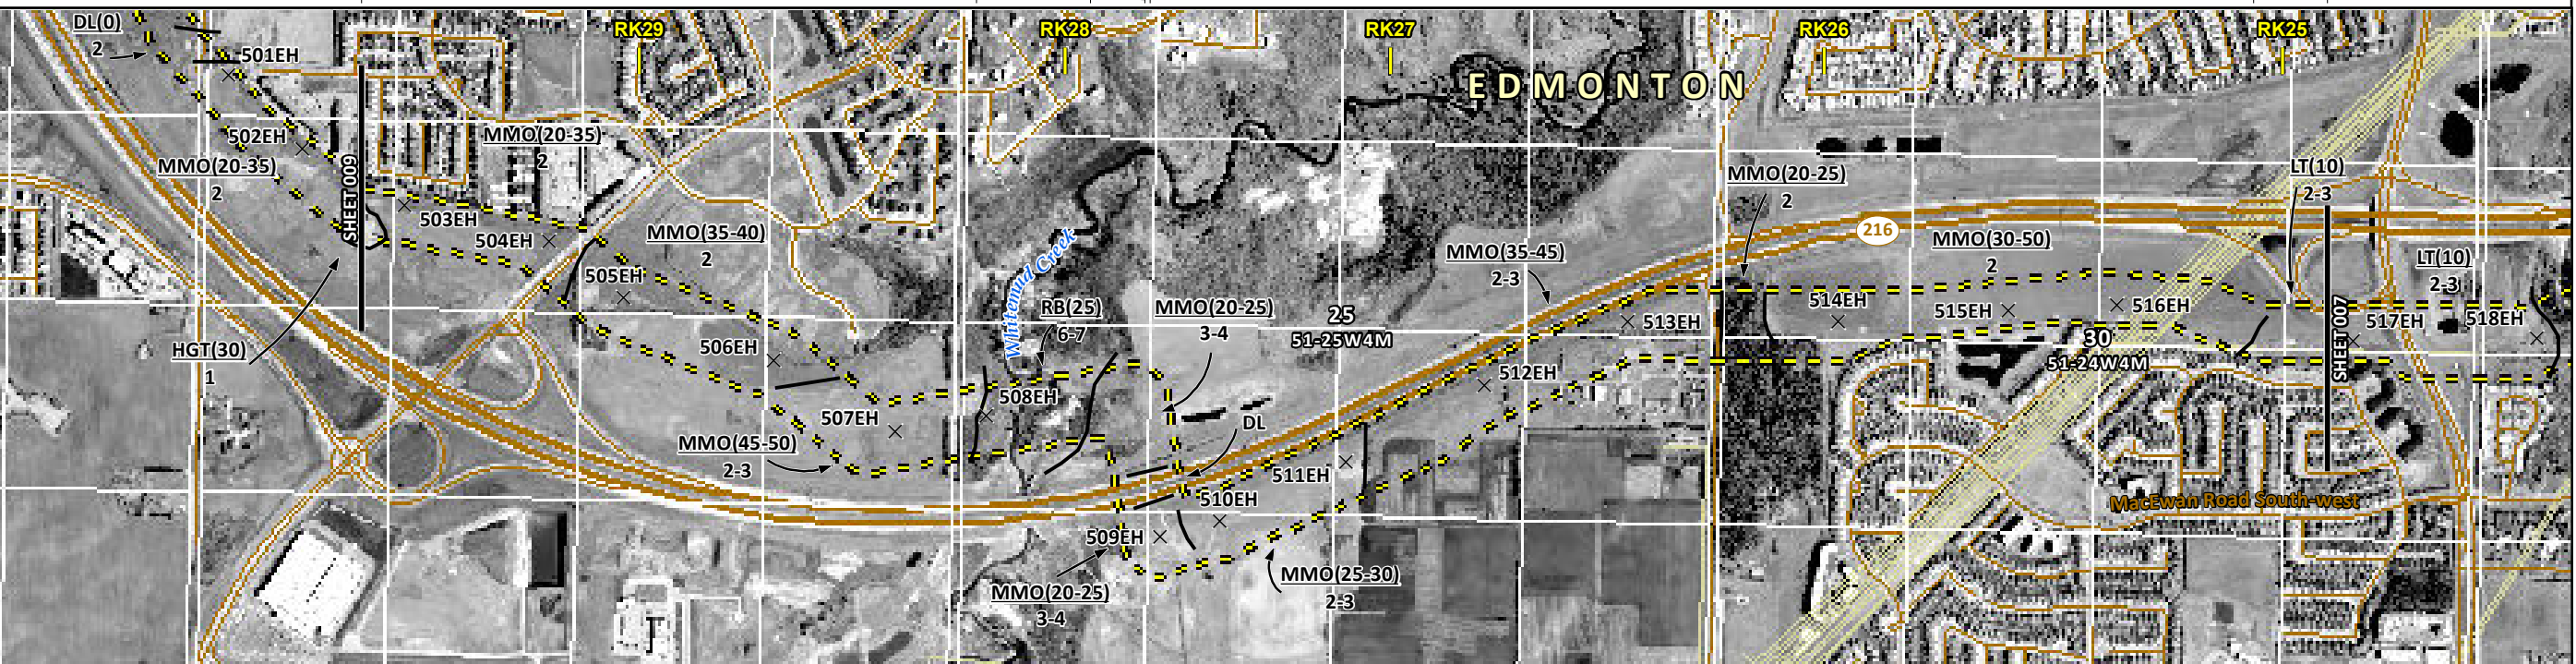 DL(0)
2
501EH
RK29
RK28
RK27
RK26
RK25
EDMONTON
502EH
MMO(20-35)
2
SHEET 009
MMO(20-35)
2
503EH
504EH
MMO(35-40)
2
505EH
HGT(30)
1
506EH
507EH
MMO(45-50)
2-3
Whitemud Creek
RB(25)
6-7
508EH
MMO(20-25)
3-4
DL
509EH
510EH
511EH
MMO(20-25)
3-4
MMO(25-30)
2-3
25
51-25W4M
MMO(35-45)
2-3
512EH
513EH
MMO(20-25)
2
216
514EH
515EH
MMO(30-50)
2
516EH
30
51-24W4M
LT(10)
2-3
SHEET 007
LT(10)
2-3
517EH
518EH
MacEwan Road South-west